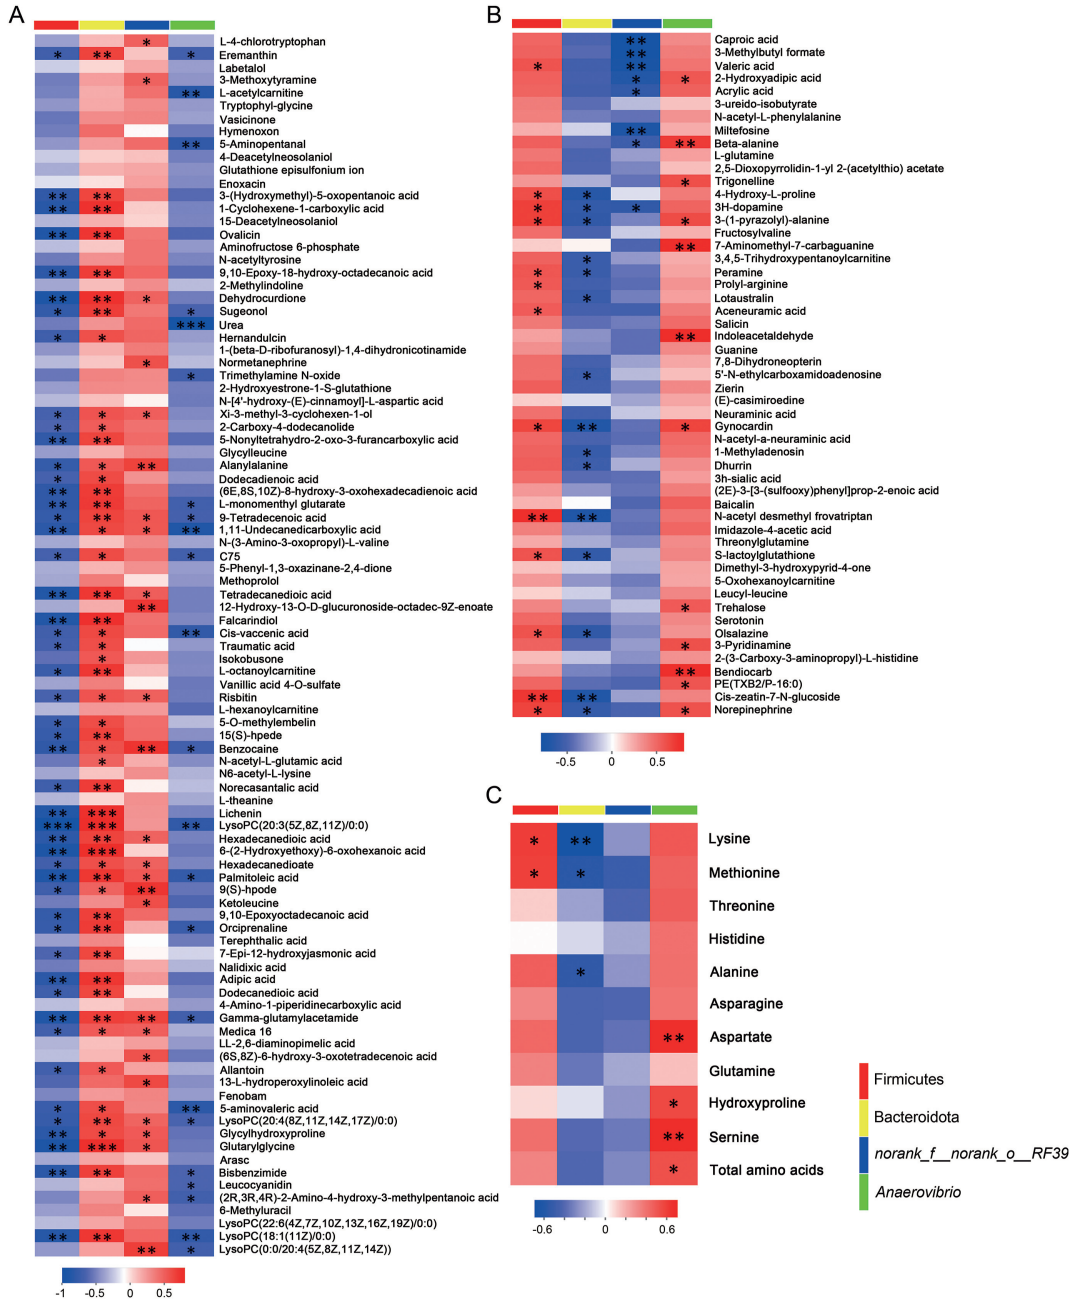 A
L-4-chlorotryptophan
Eremanthin
Labetalol
3-Methoxytyramine
L-acetylcarnitine
Tryptophyl-glycine
Vasicinone
Hymenoxon
5-Aminopentanal
4-Deacetylneosolaniol
Glutathione episulfonium ion
Enoxacin
3-(Hydroxymethyl)-5-oxopentanoic acid
1-Cyclohexene-1-carboxylic acid
15-Deacetylneosolaniol
Ovalicin
Aminofructose 6-phosphate
N-acetyltyrosine
9,10-Epoxy-18-hydroxy-octadecanoic acid
2-Methylindoline
Dehydrocurdione
Sugeonol
Urea
Hernandulcin
1-(beta-D-ribofuranosyl)-1,4-dihydronicotinamide
Normetanephrine
Trimethylamine N-oxide
2-Hydroxyestrone-1-S-glutathione
N-[4'-hydroxy-(E)-cinnamoyl]-L-aspartic acid
Xi-3-methyl-3-cyclohexen-1-ol
2-Carboxy-4-dodecanolide
5-Nonyltetrahydro-2-oxo-3-furancarboxylic acid
Glycylleucine
Alanylalanine
Dodecadienoic acid
(6E,8S,10Z)-8-hydroxy-3-oxohexadecadienoic acid
L-monomenthyl glutarate
9-Tetradecenoic acid
1,11-Undecanedicarboxylic acid
N-(3-Amino-3-oxopropyl)-L-valine
C75
5-Phenyl-1,3-oxazinane-2,4-dione
Methoprolol
Tetradecanedioic acid
12-Hydroxy-13-O-D-glucuronoside-octadec-9Z-enoate
Falcarindiol
Cis-vaccenic acid
Traumatic acid
Isokobusone
L-octanoylcarnitine
Vanillic acid 4-O-sulfate
Risbitin
L-hexanoylcarnitine
5-O-methylembelin
15(S)-hpede
Benzocaine
N-acetyl-L-glutamic acid
N6-acetyl-L-lysine
Norecasantalic acid
L-theanine
Lichenin
LysoPC(20:3(5Z,8Z,11Z)/0:0)
Hexadecanedioic acid
6-(2-Hydroxyethoxy)-6-oxohexanoic acid
Hexadecanedioate
Palmitoleic acid
9(S)-hpode
Ketoleucine
9,10-Epoxyoctadecanoic acid
Orciprenaline
Terephthalic acid
7-Epi-12-hydroxyjasmonic acid
Nalidixic acid
Adipic acid
Dodecanedioic acid
4-Amino-1-piperidinecarboxylic acid
Gamma-glutamylacetamide
Medica 16
LL-2,6-diaminopimelic acid
(6S,8Z)-6-hydroxy-3-oxotetradecenoic acid
Allantoin
13-L-hydroperoxylinoleic acid
Fenobam
5-aminovaleric acid
LysoPC(20:4(8Z,11Z,14Z,17Z)/0:0)
Glycylhydroxyproline
Glutarylglycine
Arasc
Bisbenzimide
Leucocyanidin
(2R,3R,4R)-2-Amino-4-hydroxy-3-methylpentanoic acid
6-Methyluracil
LysoPC(22:6(4Z,7Z,10Z,13Z,16Z,19Z)/0:0)
LysoPC(18:1(11Z)/0:0)
LysoPC(0:0/20:4(5Z,8Z,11Z,14Z))
-1 -0.5 0 0.5
B
Caproic acid
3-Methylbutyl formate
Valeric acid
2-Hydroxyadipic acid
Acrylic acid
3-ureido-isobutyrate
N-acetyl-L-phenylalanine
Miltefosine
Beta-alanine
L-glutamine
2,5-Dioxopyrrolidin-1-yl 2-(acetylthio) acetate
Trigonelline
4-Hydroxy-L-proline
3H-dopamine
3-(1-pyrazolyl)-alanine
Fructosylvaline
7-Aminomethyl-7-carbaguanine
3,4,5-Trihydroxypentanoylcarnitine
Peramine
Prolyl-arginine
Lotaustralin
Aceneuramic acid
Salicin
Indoleacetaldehyde
Guanine
7,8-Dihydroneopterin
5'-N-ethylcarboxamidoadenosine
Zierin
(E)-casimiroedine
Neuraminic acid
Gynocardin
N-acetyl-a-neuraminic acid
1-Methyladenosin
Dhurrin
3h-sialic acid
(2E)-3-[3-(sulfooxy)phenyl]prop-2-enoic acid
Baicalin
N-acetyl desmethyl frovatriptan
Imidazole-4-acetic acid
Threonylglutamine
S-lactoylglutathione
Dimethyl-3-hydroxypyrid-4-one
5-Oxohexanoylcarnitine
Leucyl-leucine
Trehalose
Serotonin
Olsalazine
3-Pyridinamine
2-(3-Carboxy-3-aminopropyl)-L-histidine
Bendiocarb
PE(TXB2/P-16:0)
Cis-zeatin-7-N-glucoside
Norepinephrine
-0.5 0 0.5
C
Lysine
Methionine
Threonine
Histidine
Alanine
Asparagine
Aspartate
Glutamine
Hydroxyproline
Sernine
Total amino acids
-0.6 0 0.6
Firmicutes
Bacteroidota
norank_f__norank_o__RF39
Anaerovibrio